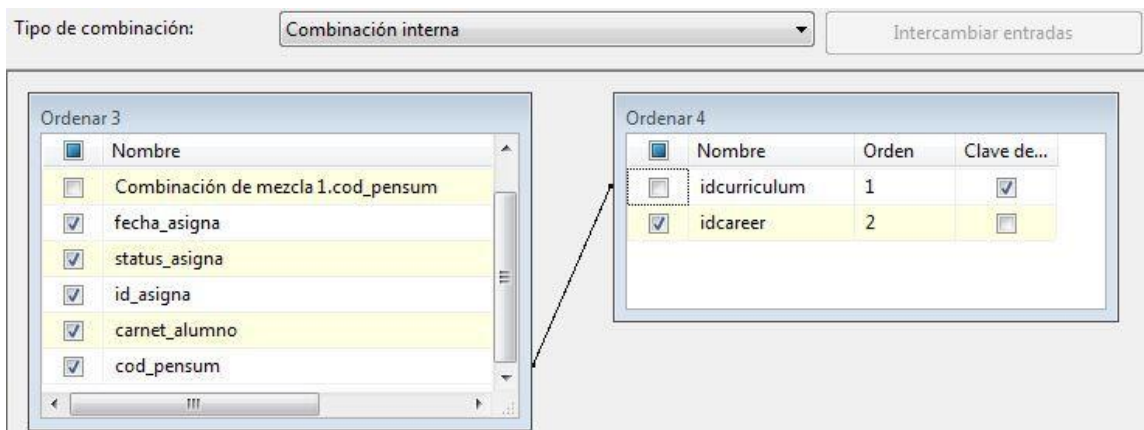 Tipo de combinación: Combinación interna Intercambiar entradas
Ordenar 3
Nombre
Combinación de mezcla 1.cod_pensum
fecha_asigna
status_asigna
id_asigna
carnet_alumno
cod_pensum
Ordenar 4
Nombre Orden Clave de...
idcurriculum 1
idcareer 2